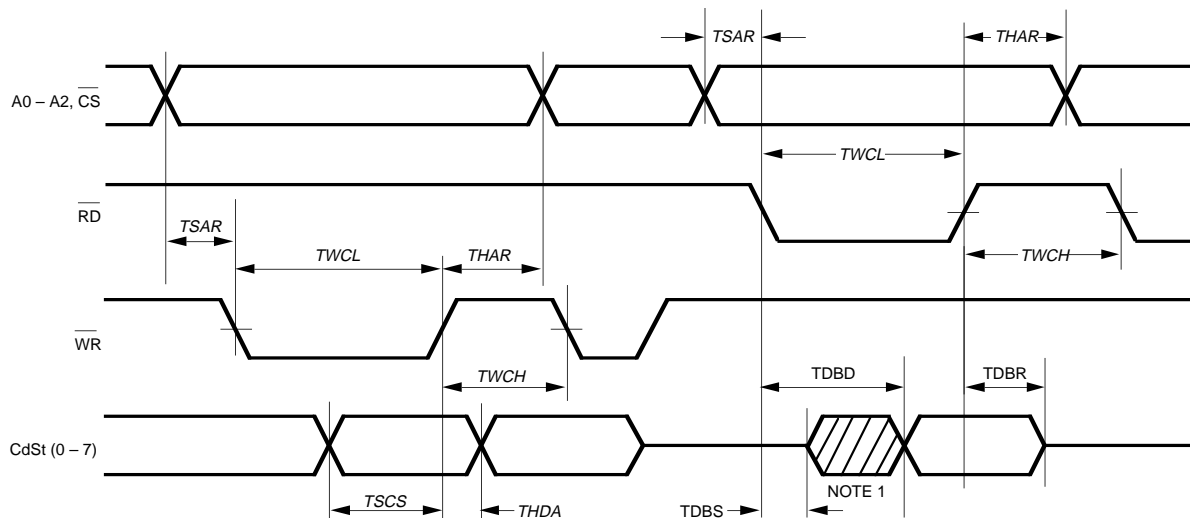 TSAR
THAR
A0 – A2, CS
TWCL
RD
TSAR
TWCL
THAR
TWCH
WR
TWCH
TDBD
TDBR
CdSt (0 – 7)
NOTE 1
TSCS
THDA
TDBS